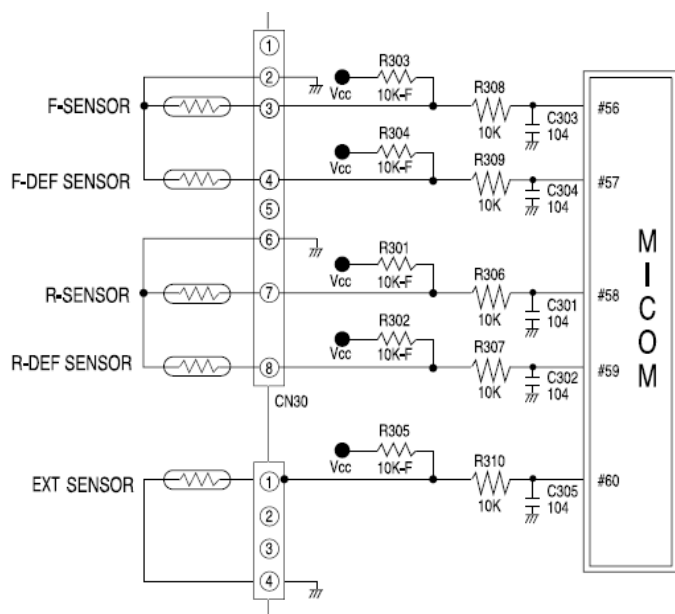 ①
②
R303
Vcc
10K-F
R308
F-SENSOR
③
10K
C303
104
#56
R304
Vcc
10K-F
R309
F-DEF SENSOR
④
10K
C304
104
#57
⑤
⑥
R301
Vcc
10K-F
R306
R-SENSOR
⑦
10K
C301
104
#58
R302
Vcc
10K-F
R307
R-DEF SENSOR
⑧
10K
C302
104
#59
CN30
MICOM
R305
Vcc
10K-F
R310
EXT SENSOR
①
10K
C305
104
#60
②
③
④